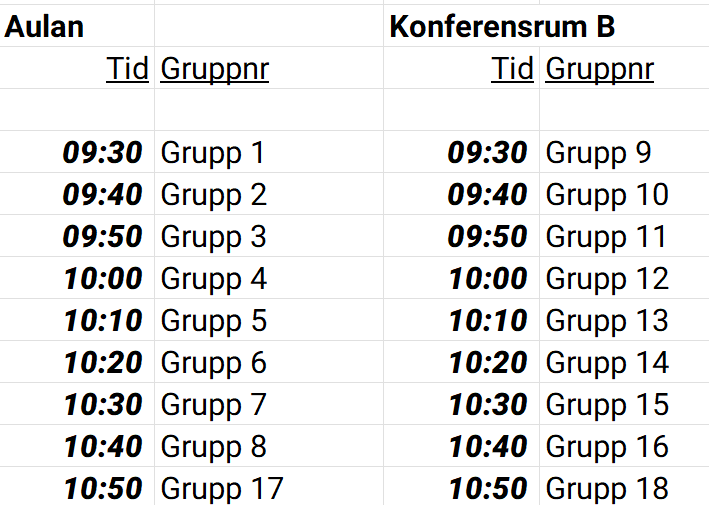 Aulan Konferensrum B
Tid Gruppnr Tid Gruppnr
09:30 Grupp 1 09:30 Grupp 9
09:40 Grupp 2 09:40 Grupp 10
09:50 Grupp 3 09:50 Grupp 11
10:00 Grupp 4 10:00 Grupp 12
10:10 Grupp 5 10:10 Grupp 13
10:20 Grupp 6 10:20 Grupp 14
10:30 Grupp 7 10:30 Grupp 15
10:40 Grupp 8 10:40 Grupp 16
10:50 Grupp 17 10:50 Grupp 18